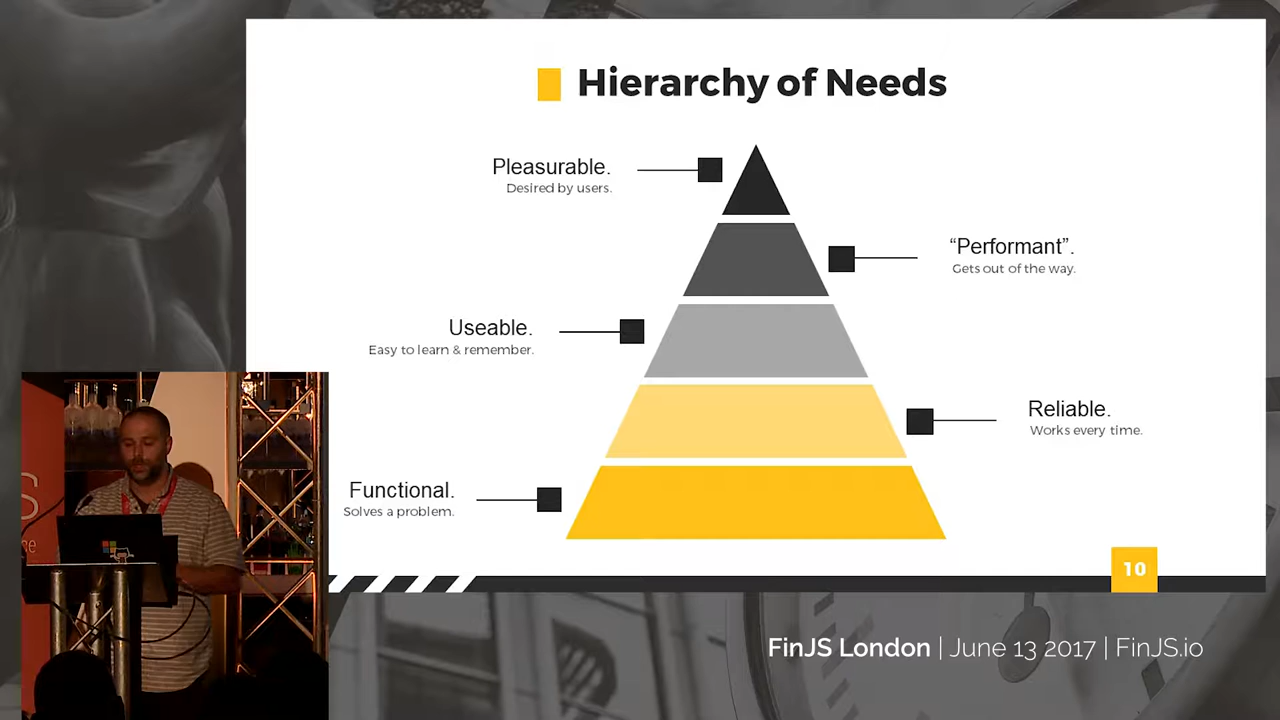 Hierarchy of Needs
Pleasurable.
Desired by users.
“Performant”.
Gets out of the way.
Useable.
Easy to learn & remember.
Reliable.
Works every time.
Functional.
Solves a problem.
10
FinJS London | June 13 2017 | FinJS.io